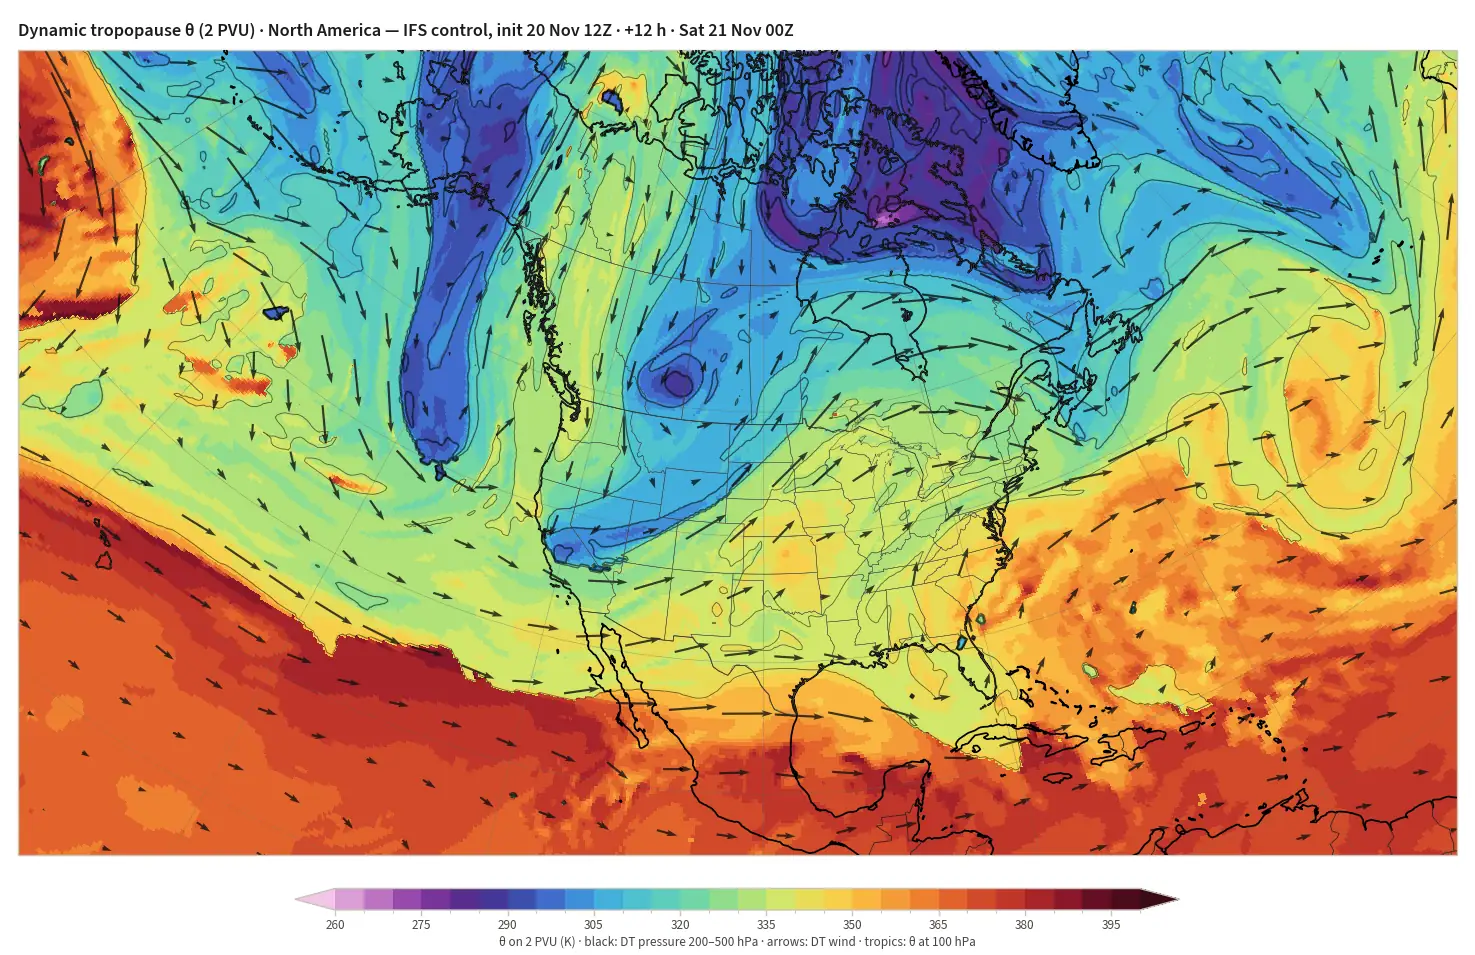 Dynamic tropopause θ (2 PVU) · North America — IFS control, init 20 Nov 12Z · +12 h · Sat 21 Nov 00Z
260 275 290 305 320 335 350 365 380 395
θ on 2 PVU (K) · black: DT pressure 200–500 hPa · arrows: DT wind · tropics: θ at 100 hPa